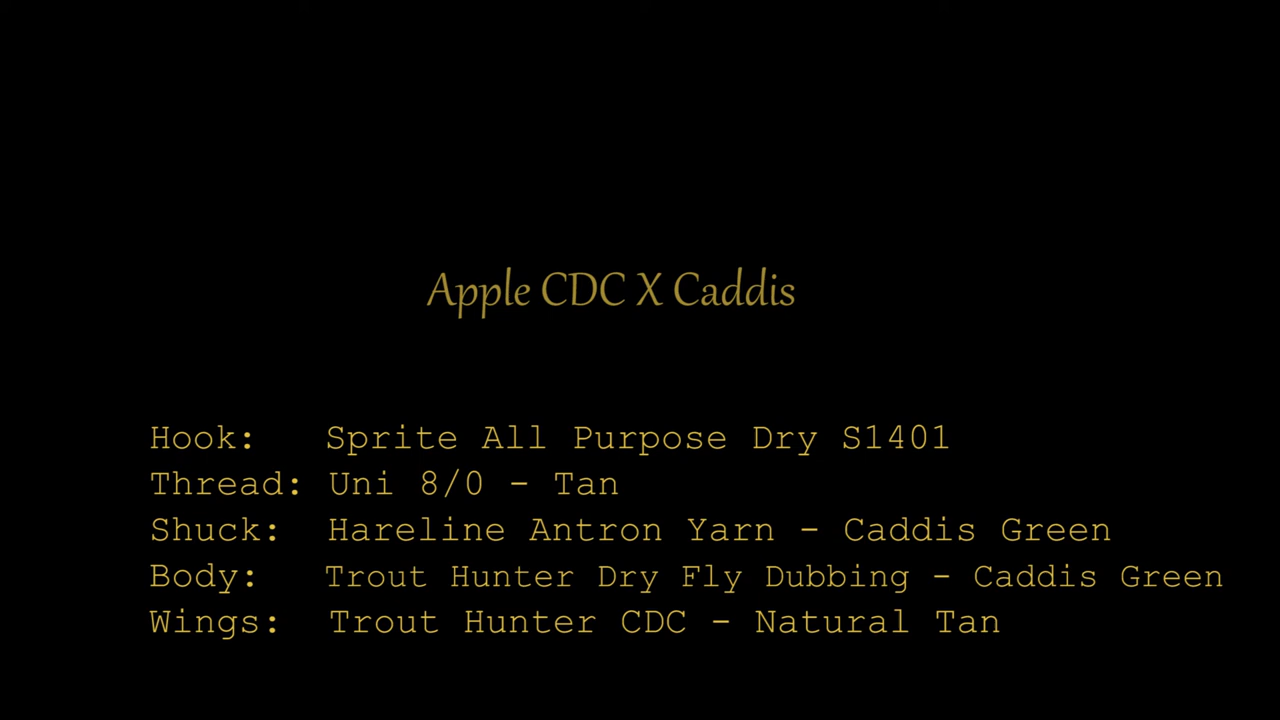 Apple CDC X Caddis
Hook: Sprite All Purpose Dry S1401
Thread: Uni 8/0 - Tan
Shuck: Hareline Antron Yarn - Caddis Green
Body: Trout Hunter Dry Fly Dubbing - Caddis Green
Wings: Trout Hunter CDC - Natural Tan